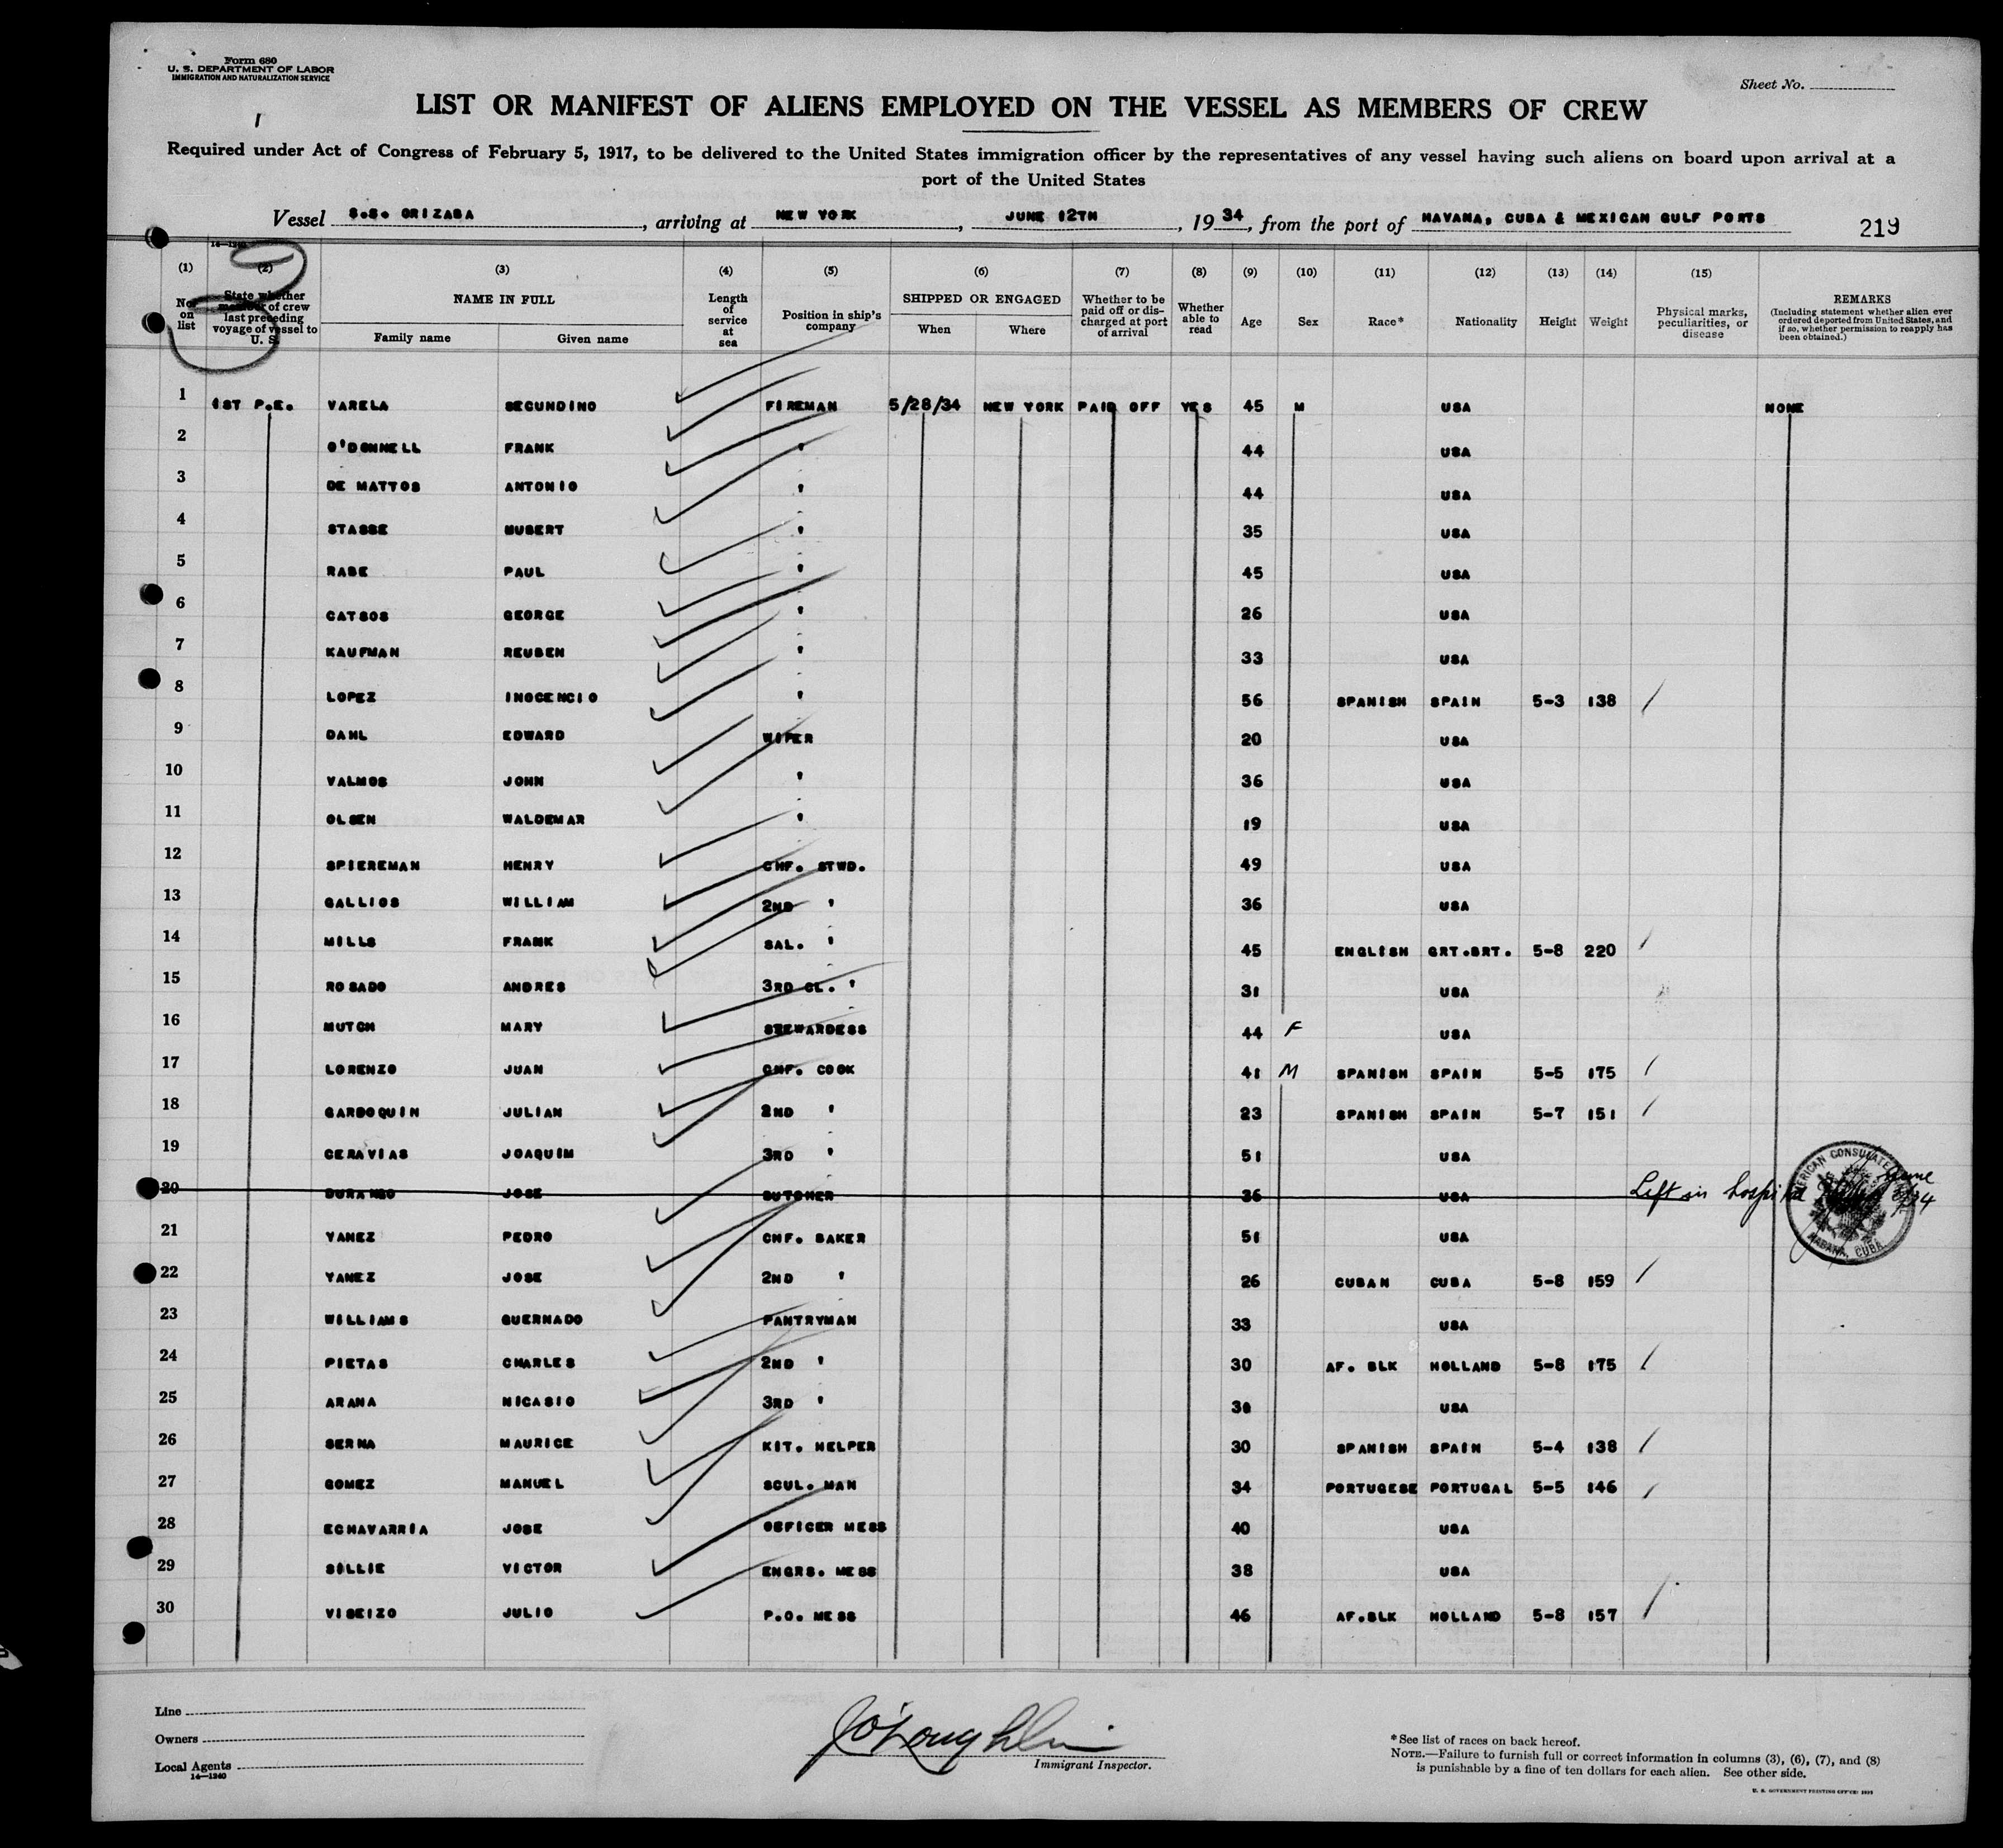 Form 680
U. S. DEPARTMENT OF LABOR
IMMIGRATION AND NATURALIZATION SERVICE
Sheet No.
LIST OR MANIFEST OF ALIENS EMPLOYED ON THE VESSEL AS MEMBERS OF CREW
Required under Act of Congress of February 5, 1917, to be delivered to the United States immigration officer by the representatives of any vessel having such aliens on board upon arrival at a
port of the United States
Vessel S.S. ORIZABA, arriving at NEW YORK, JUNE 12TH, 1934, from the port of HAVANA, CUBA & MEXICAN GULF PORTS 219
(1) (2) (3) (4) (5) (6) (7) (8) (9) (10) (11) (12) (13) (14) (15)
No. on list
State whether member of crew last preceding voyage of vessel to U. S.
NAME IN FULL
Family name Given name
Length of service at sea
Position in ship's company
SHIPPED OR ENGAGED
When Where
Whether to be paid off or discharged at port of arrival
Whether able to read
Age Sex Race* Nationality Height Weight
Physical marks, peculiarities, or disease
REMARKS
(Including statement whether alien ever ordered deported from United States, and if so, whether permission to reapply has been obtained.)
1 1ST P.E. VARELA SECUNDINO FIREMAN 5/28/34 NEW YORK PAID OFF YES 45 M USA NONE
2 O'DONNELL FRANK " 44 USA
3 DE MATTOS ANTONIO " 44 USA
4 STASSE HUBERT " 35 USA
5 RABE PAUL " 45 USA
6 CATSOS GEORGE " 26 USA
7 KAUFMAN REUBEN " 33 USA
8 LOPEZ INOCENCIO " 56 SPANISH SPAIN 5-3 138
9 DAHL EDWARD WIPER 20 USA
10 VALMOS JOHN " 36 USA
11 OLSEN WALDEMAR " 19 USA
12 SPIEREMAN HENRY CHF. STWD. 49 USA
13 GALLIOS WILLIAM 2ND " 36 USA
14 MILLS FRANK SAL. " 45 ENGLISH GRT.BRT. 5-8 220
15 ROSADO ANDRES 3RD CL. " 31 USA
16 MUTCH MARY STEWARDESS 44 F USA
17 LORENZO JUAN CHF. COOK 41 M SPANISH SPAIN 5-5 175
18 GARDOQUIN JULIAN 2ND " 23 SPANISH SPAIN 5-7 151
19 CERAVIAS JOAQUIM 3RD " 51 USA
20 JOSE BUTCHER 36 USA Left in hospital June
AMERICAN CONSULATE HABANA, CUBA
21 YANEZ PEDRO CHF. BAKER 51 USA
22 YANEZ JOSE 2ND " 26 CUBAN CUBA 5-8 159
23 WILLIAMS GUERNADO PANTRYMAN 33 USA
24 PIETAS CHARLES 2ND " 30 AF. BLK HOLLAND 5-8 175
25 ARANA NICASIO 3RD " USA
26 SERNA MAURICE KIT. HELPER 30 SPANISH SPAIN 5-4 138
27 GOMEZ MANUEL SCUL. MAN 34 PORTUGESE PORTUGAL 5-5 146
28 ECHAVARRIA JOSE OFFICER MESS 40 USA
29 VICTOR ENGRS. MESS 38 USA
30 VISEIZO JULIO P.O. MESS 46 AF.BLK HOLLAND 5-8 157
Line
Owners
Local Agents
14—1240
J O'Loughlin
Immigrant Inspector.
*See list of races on back hereof.
NOTE.—Failure to furnish full or correct information in columns (3), (6), (7), and (8)
is punishable by a fine of ten dollars for each alien. See other side.
U. S. GOVERNMENT PRINTING OFFICE